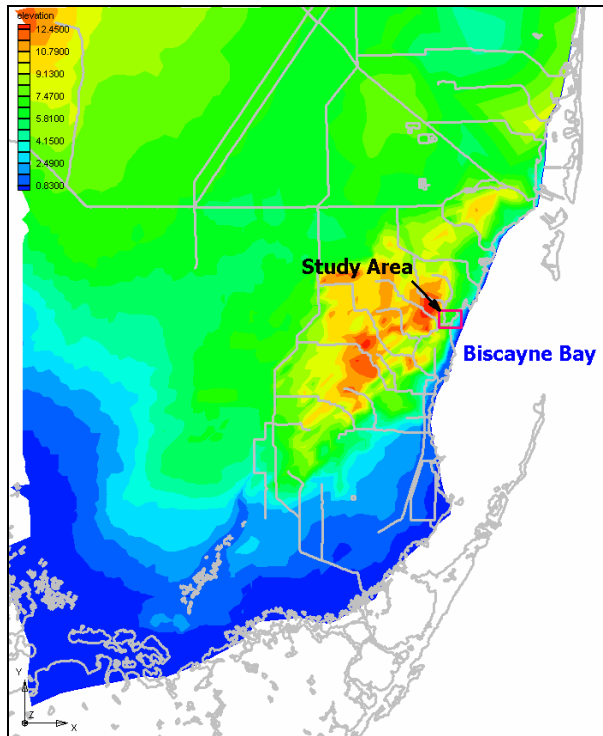 elevation
12.4500
10.7900
9.1300
7.4700
5.8100
4.1500
2.4900
0.8300
Study Area
Biscayne Bay
Y
Z
X